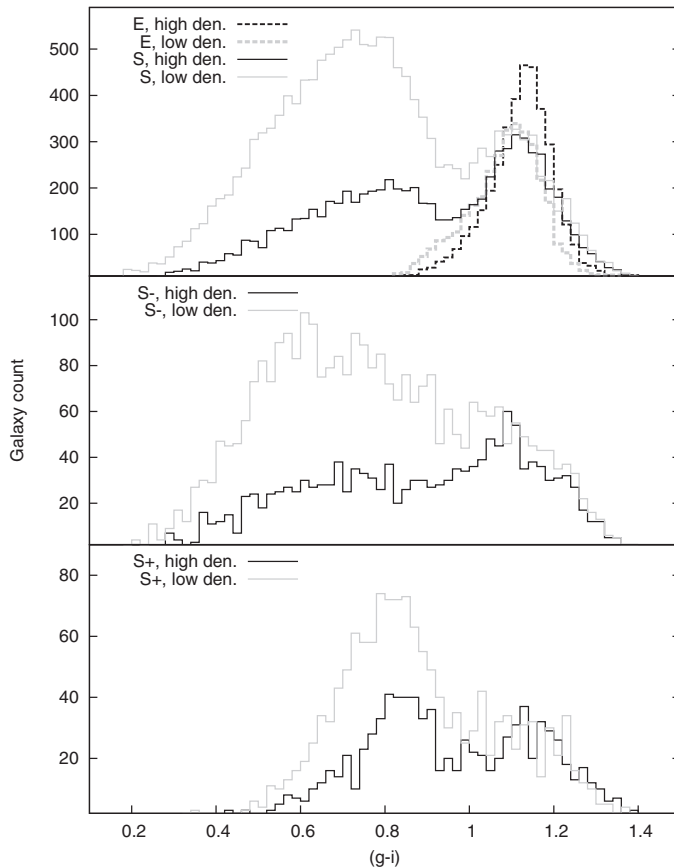 E, high den.
E, low den.
S, high den.
S, low den.
500
400
300
200
100
S-, high den.
S-, low den.
100
80
60
40
20
Galaxy count
S+, high den.
S+, low den.
80
60
40
20
0.2 0.4 0.6 0.8 1 1.2 1.4
(g-i)